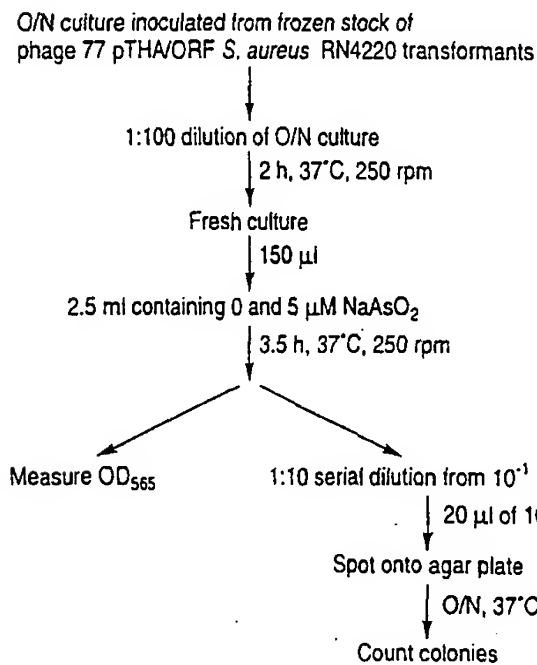 O/N culture inoculated from frozen stock of
phage 77 pTHA/ORF S. aureus RN4220 transformants
1:100 dilution of O/N culture
2 h, 37°C, 250 rpm
Fresh culture
150 µl
2.5 ml containing 0 and 5 µM NaAsO₂
3.5 h, 37°C, 250 rpm
Measure OD₅₆₅
1:10 serial dilution from 10⁻¹
20 µl of
Spot onto agar plate
O/N, 37°C
Count colonies